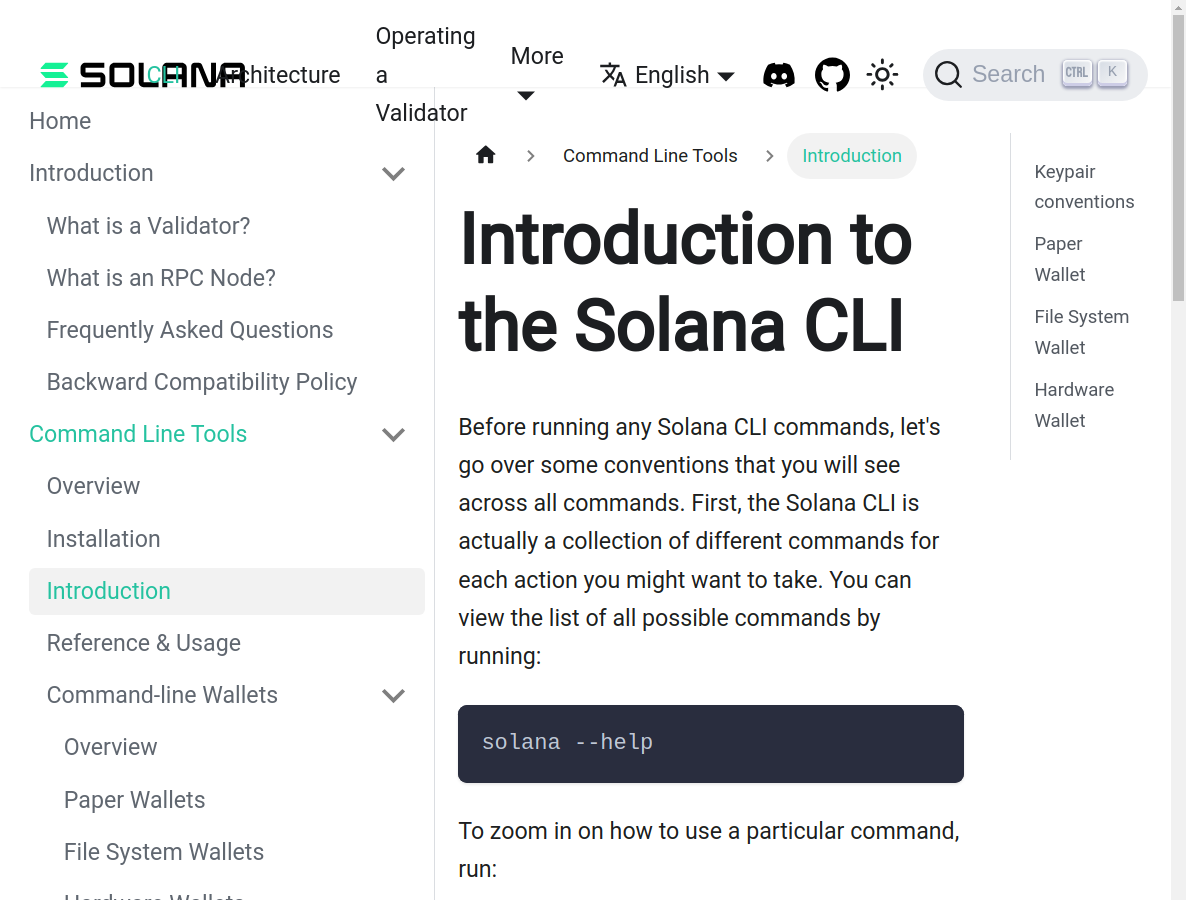 SOLANA
CLI
Architecture
Operating
a
Validator
More
English
Search
CTRL
K
Home
Introduction
What is a Validator?
What is an RPC Node?
Frequently Asked Questions
Backward Compatibility Policy
Command Line Tools
Overview
Installation
Introduction
Reference & Usage
Command-line Wallets
Overview
Paper Wallets
File System Wallets
Hardware Wallets
Command Line Tools
Introduction
Introduction to
the Solana CLI
Before running any Solana CLI commands, let's
go over some conventions that you will see
across all commands. First, the Solana CLI is
actually a collection of different commands for
each action you might want to take. You can
view the list of all possible commands by
running:
solana --help
To zoom in on how to use a particular command,
run:
Keypair
conventions
Paper
Wallet
File System
Wallet
Hardware
Wallet